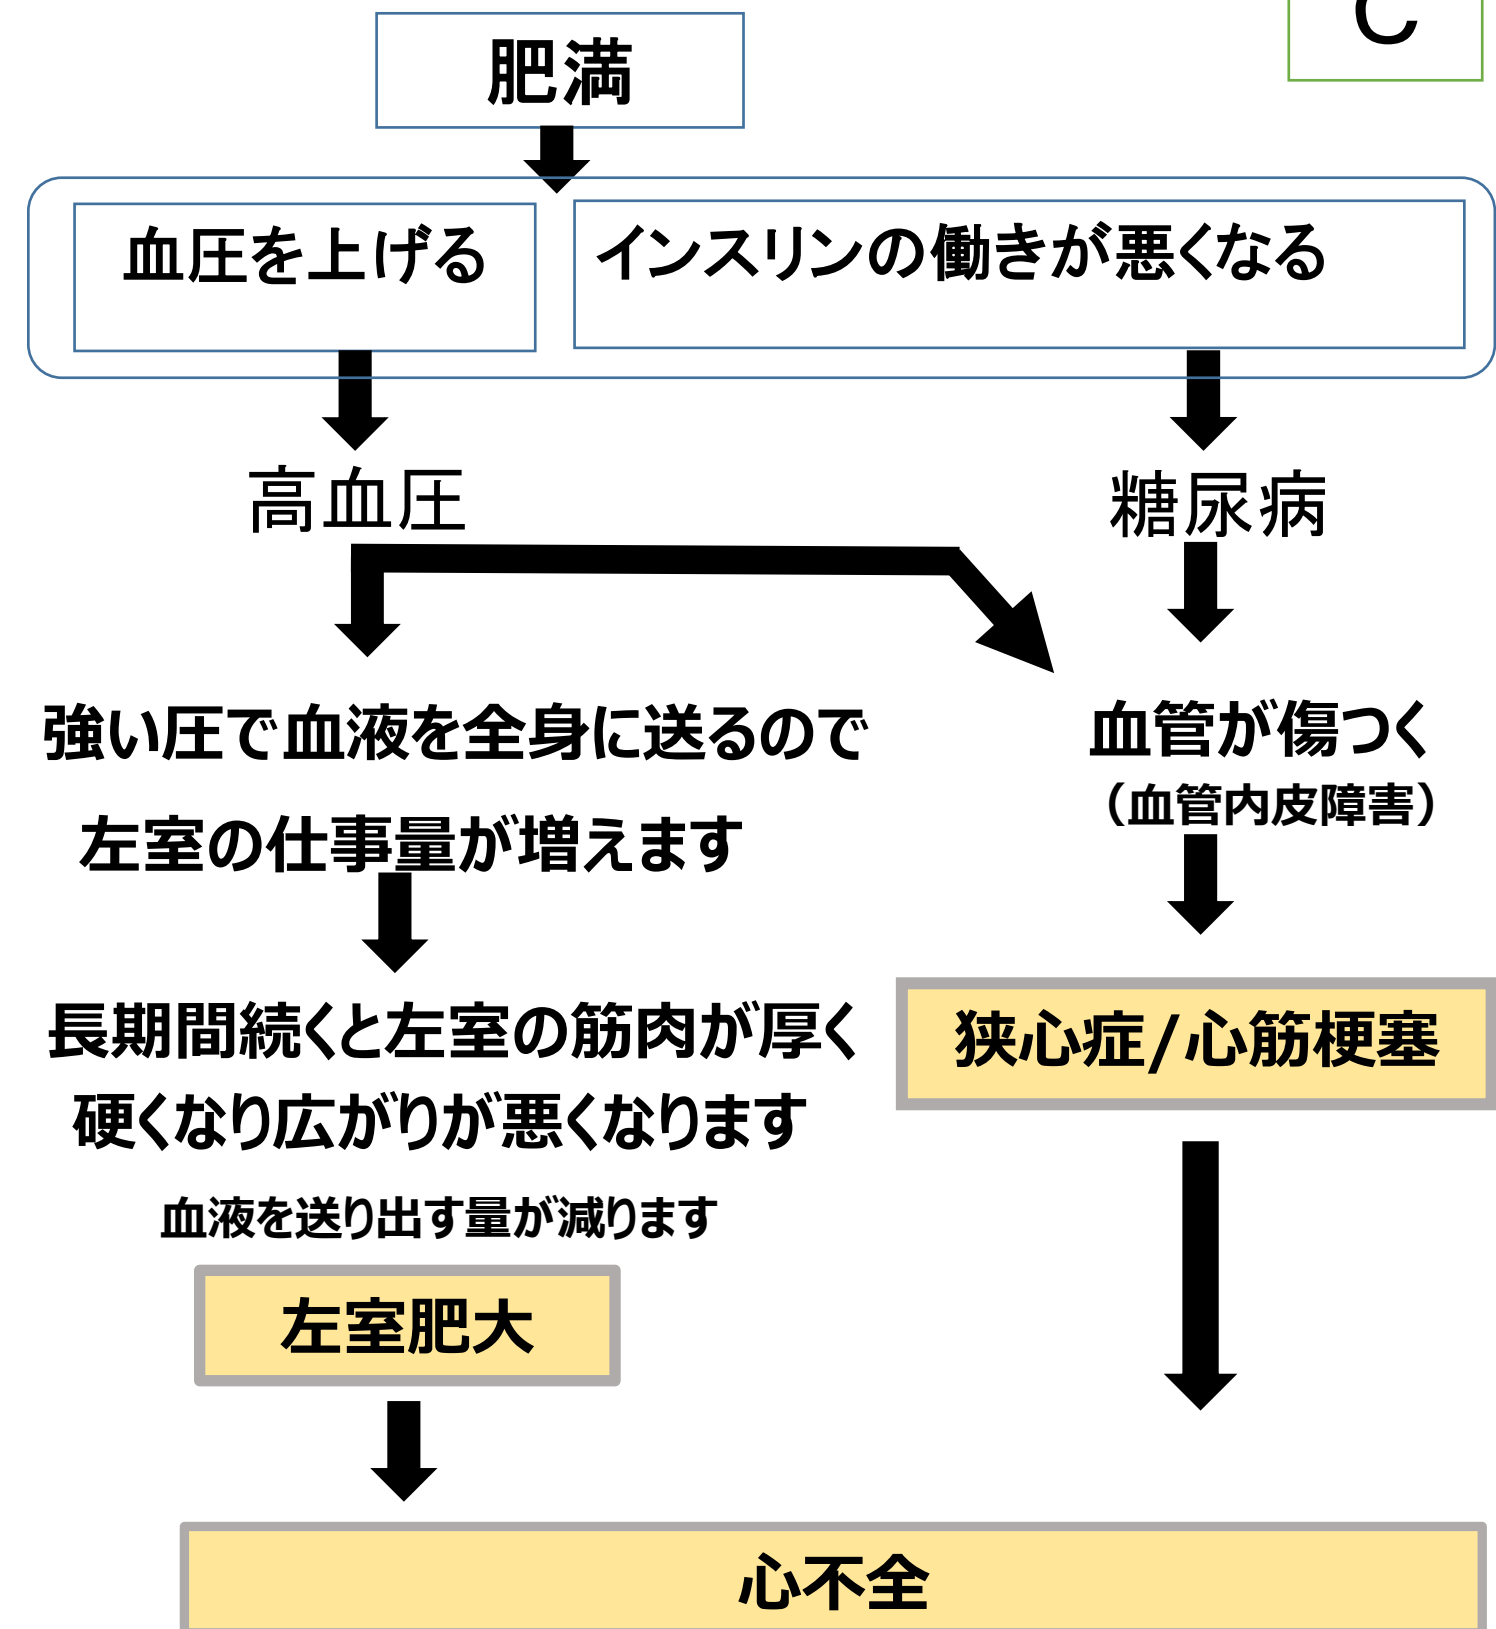 C
肥満
血圧を上げる
インスリンの働きが悪くなる
高血圧
糖尿病
強い圧で血液を全身に送るので
左室の仕事量が増えます
血管が傷つく
（血管内皮障害）
長期間続くと左室の筋肉が厚く
硬くなり広がりが悪くなります
血液を送り出す量が減ります
狭心症/心筋梗塞
左室肥大
心不全